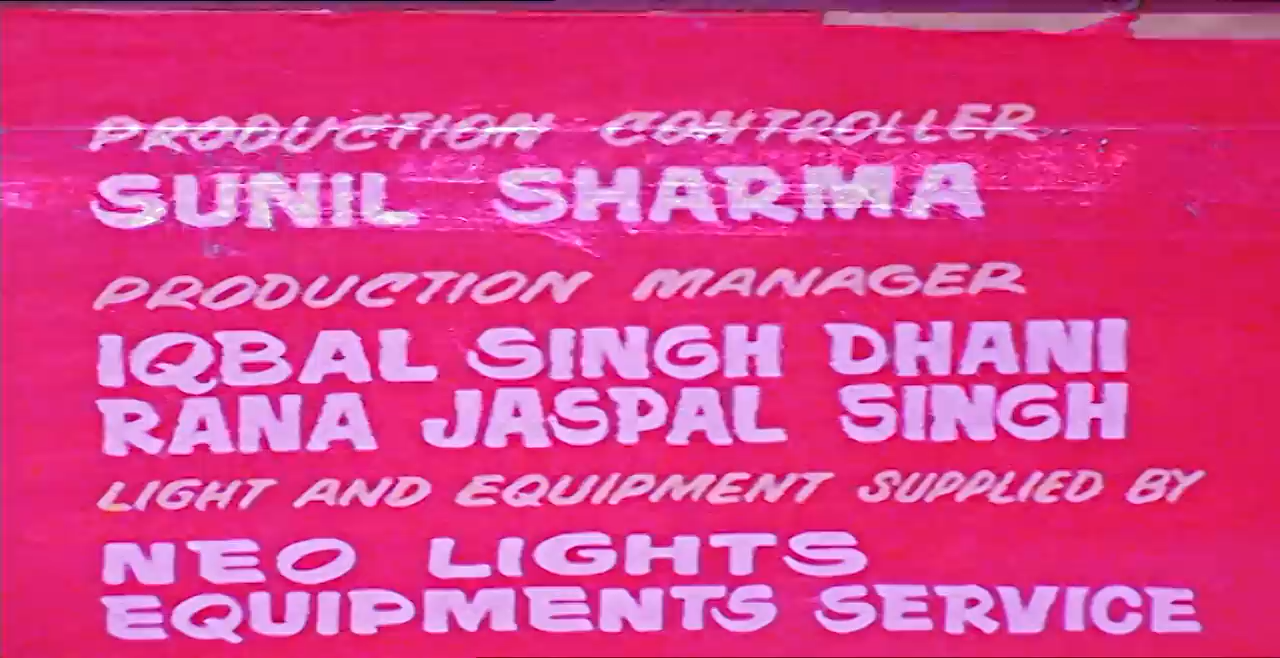 PRODUCTION CONTROLLER
SUNIL SHARMA
PRODUCTION MANAGER
IQBAL SINGH DHANI
RANA JASPAL SINGH
LIGHT AND EQUIPMENT SUPPLIED BY
NEO LIGHTS
EQUIPMENTS SERVICE